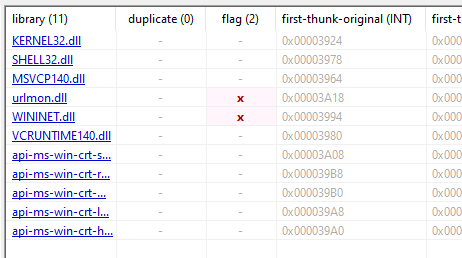 library (11) duplicate (0) flag (2) first-thunk-original (INT) first-t
KERNEL32.dll - - 0x00003924 0x000
SHELL32.dll - - 0x00003978 0x000
MSVCP140.dll - - 0x00003964 0x000
urlmon.dll - x 0x00003A18 0x000
WININET.dll - x 0x00003994 0x000
VCRUNTIME140.dll - - 0x00003980 0x000
api-ms-win-crt-s... - - 0x00003A08 0x000
api-ms-win-crt-r... - - 0x000039B8 0x000
api-ms-win-crt-... - - 0x000039B0 0x000
api-ms-win-crt-l... - - 0x000039A8 0x000
api-ms-win-crt-h... - - 0x000039A0 0x000